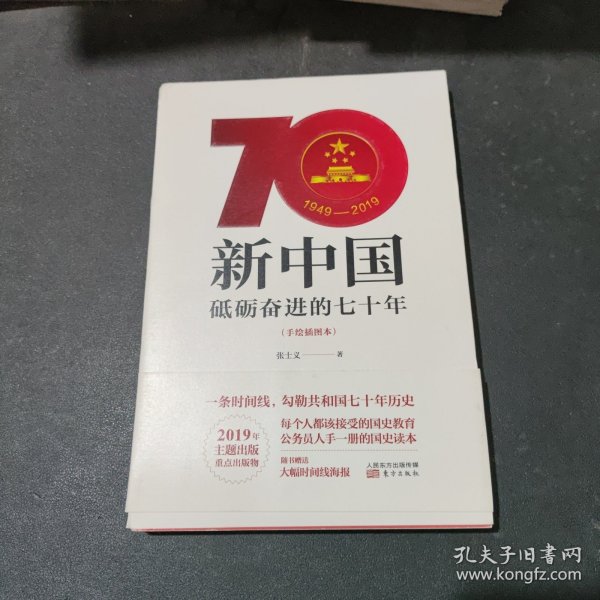 70
1949—2019
新中国
砥砺奋进的七十年
（手绘插图本）
张士义——著
一条时间线，勾勒共和国七十年历史
2019年
主题出版
重点出版物
每个人都该接受的国史教育
公务员人手一册的国史读本
随书赠送
大幅时间线海报
人民东方出版传媒
東方出版社
孔夫子旧书网
www.kongfz.com